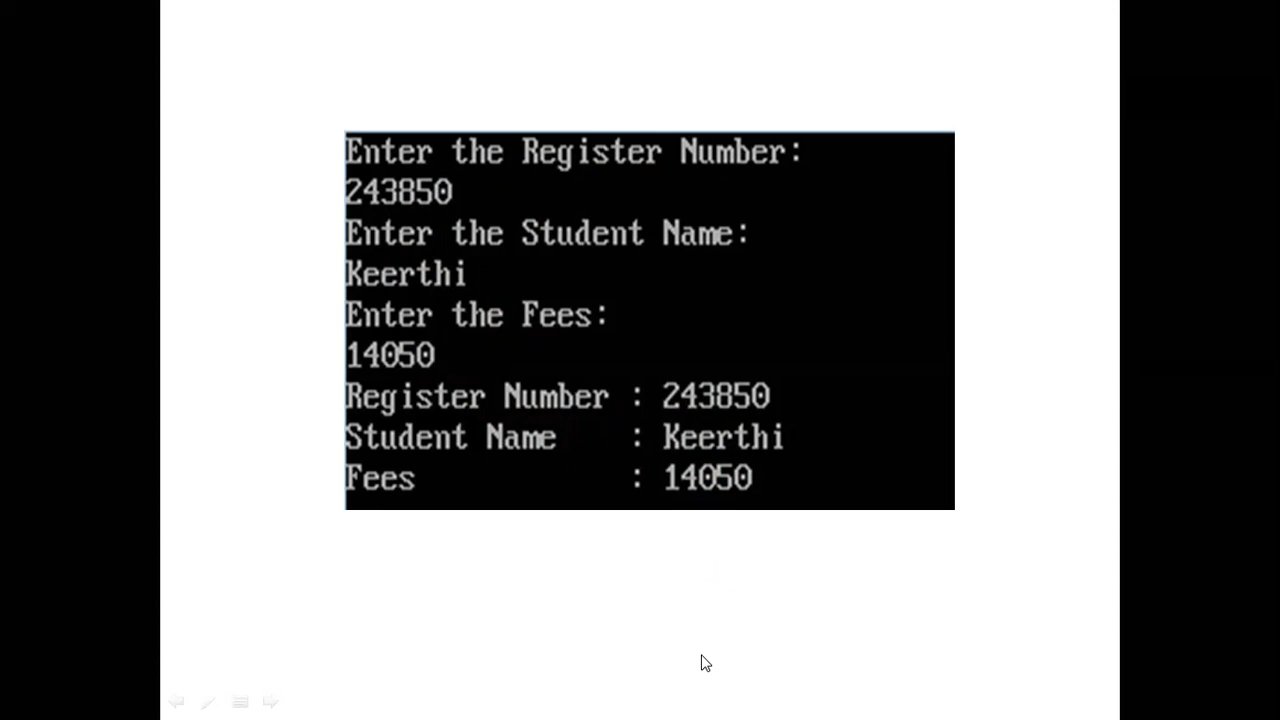 Enter the Register Number:
243850
Enter the Student Name:
Keerthi
Enter the Fees:
14050
Register Number : 243850
Student Name : Keerthi
Fees : 14050